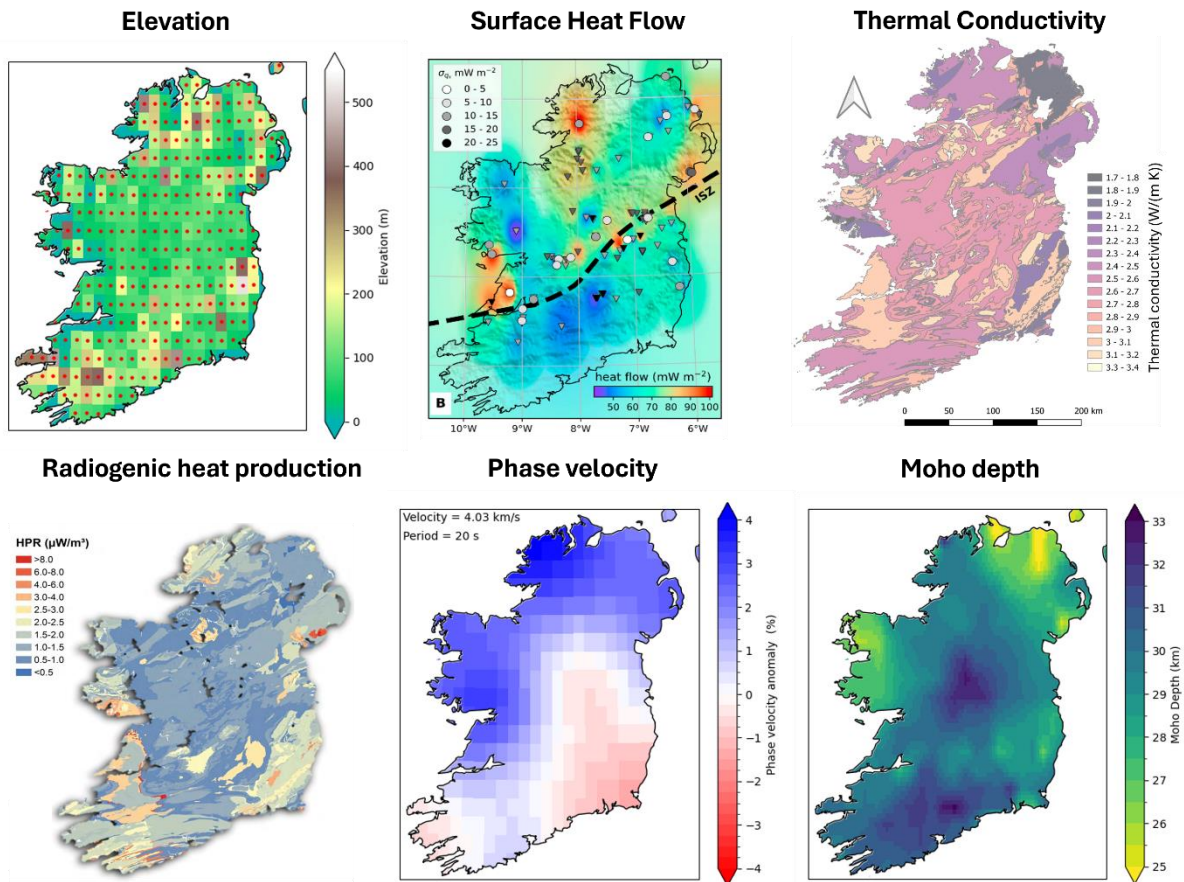 Elevation
500
400
300
200
100
0
Elevation (m)
Surface Heat Flow
σq, mW m⁻²
0 - 5
5 - 10
10 - 15
15 - 20
20 - 25
ISZ
heat flow (mW m⁻²)
50 60 70 80 90 100
B
10°W 9°W 8°W 7°W 6°W
Thermal Conductivity
1.7 - 1.8
1.8 - 1.9
1.9 - 2
2 - 2.1
2.1 - 2.2
2.2 - 2.3
2.3 - 2.4
2.4 - 2.5
2.5 - 2.6
2.6 - 2.7
2.7 - 2.8
2.8 - 2.9
2.9 - 3
3 - 3.1
3.1 - 3.2
3.3 - 3.4
Thermal conductivity (W/(m K)
0 50 100 150 200 km
Radiogenic heat production
HPR (µW/m³)
>8.0
6.0-8.0
4.0-6.0
3.0-4.0
2.5-3.0
2.0-2.5
1.5-2.0
1.0-1.5
0.5-1.0
<0.5
Phase velocity
Velocity = 4.03 km/s
Period = 20 s
4
3
2
1
0
−1
−2
−3
−4
Phase velocity anomaly (%)
Moho depth
33
32
31
30
29
28
27
26
25
Moho Depth (km)